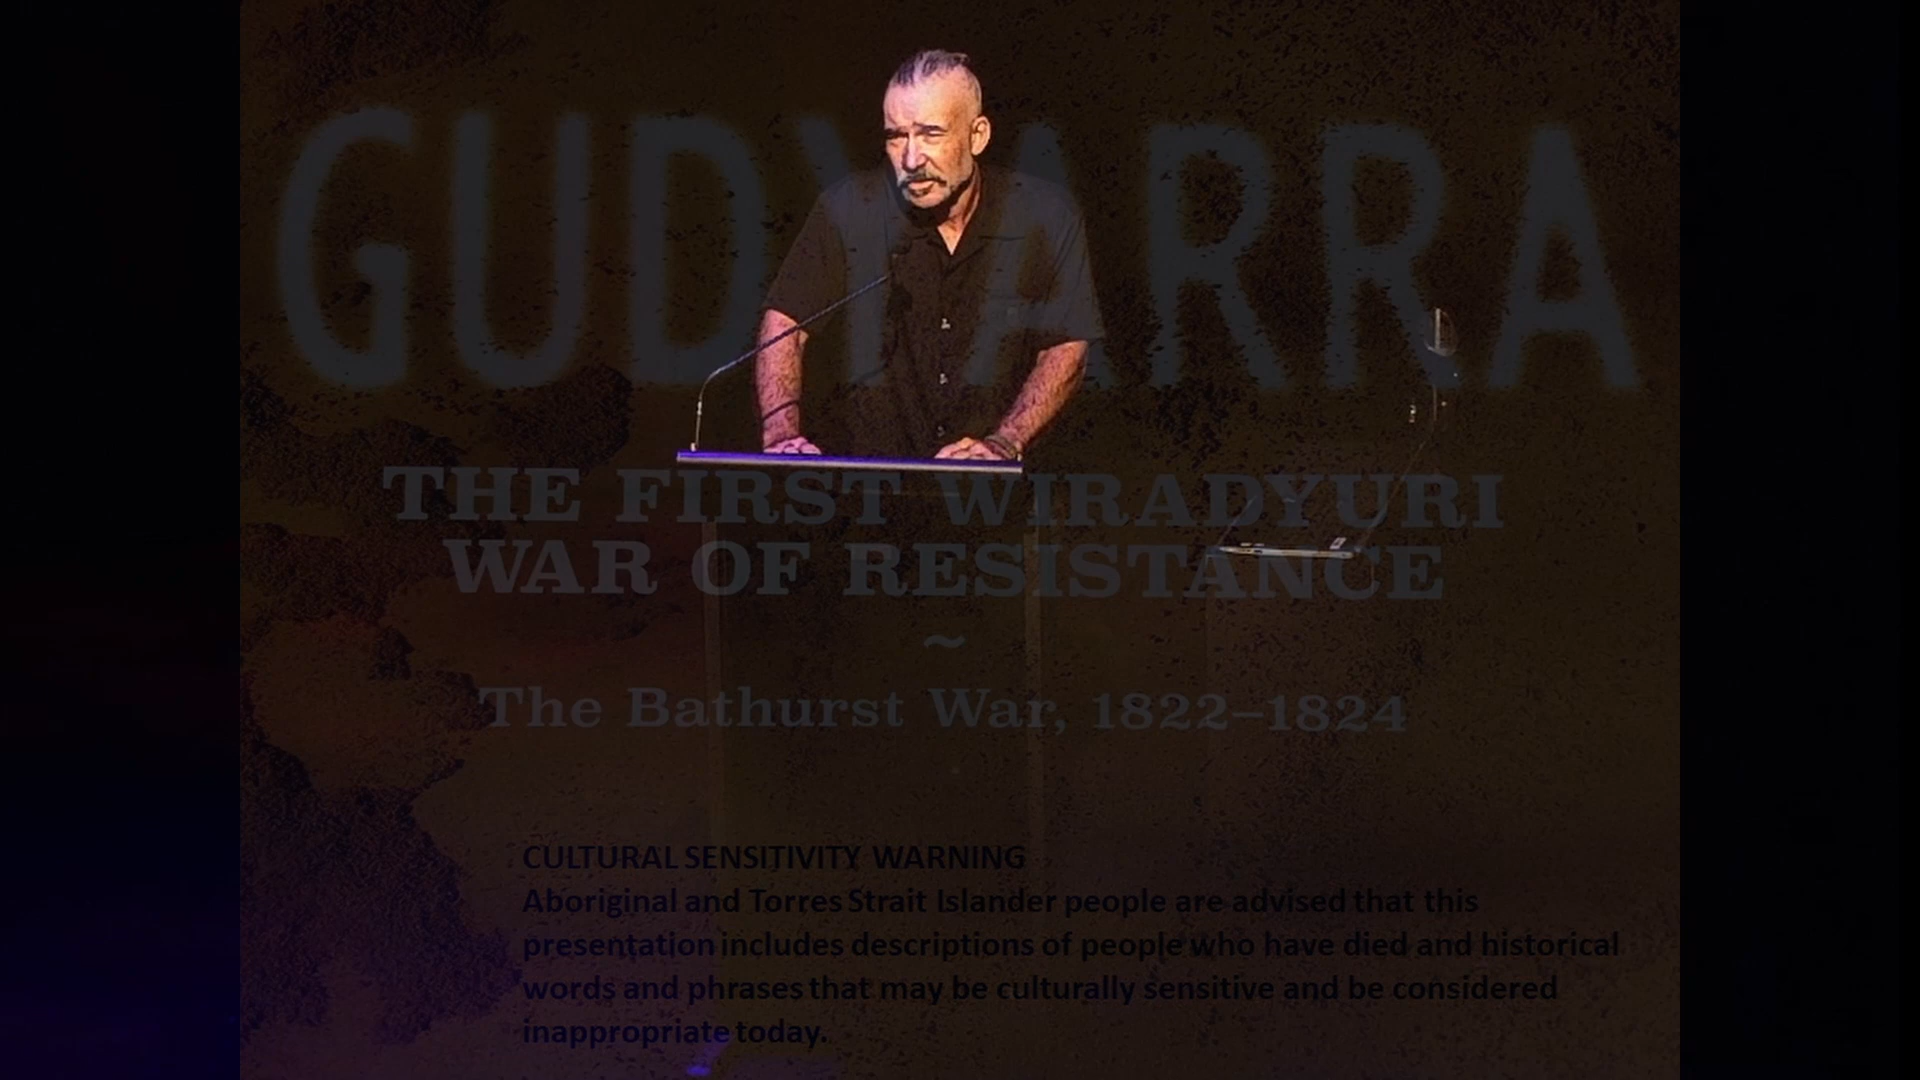 GUDYARRA
THE FIRST WIRADYURI
WAR OF RESISTANCE
~
The Bathurst War, 1822–1824
CULTURAL SENSITIVITY WARNING
Aboriginal and Torres Strait Islander people are advised that this
presentation includes descriptions of people who have died and historical
words and phrases that may be culturally sensitive and be considered
inappropriate today.